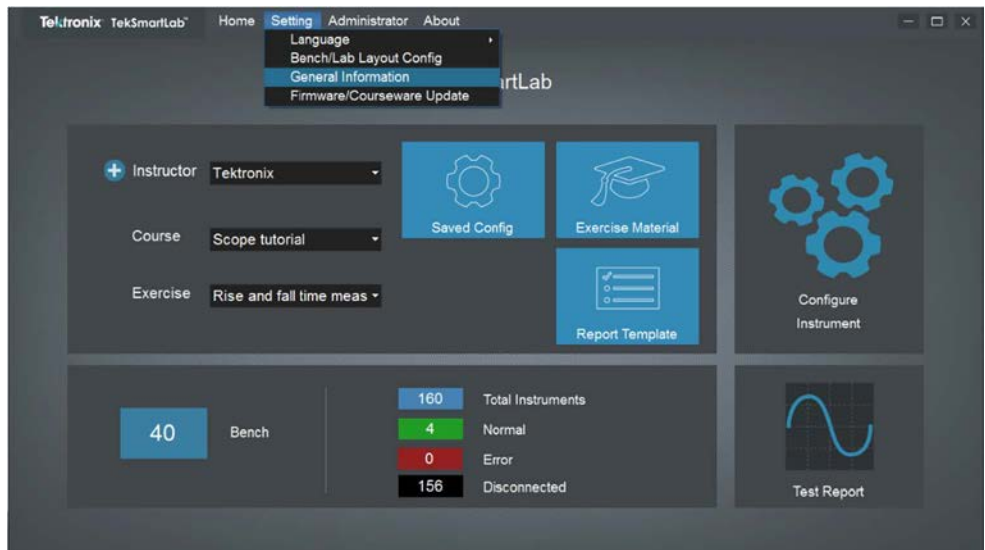 Tektronix TekSmartLab™ Home Setting Administrator About
Language
Bench/Lab Layout Config
General Information
Firmware/Courseware Update
rtLab
Instructor Tektronix
Course Scope tutorial
Exercise Rise and fall time meas
Saved Config
Exercise Material
Report Template
Configure
Instrument
40 Bench
160 Total Instruments
4 Normal
0 Error
156 Disconnected
Test Report